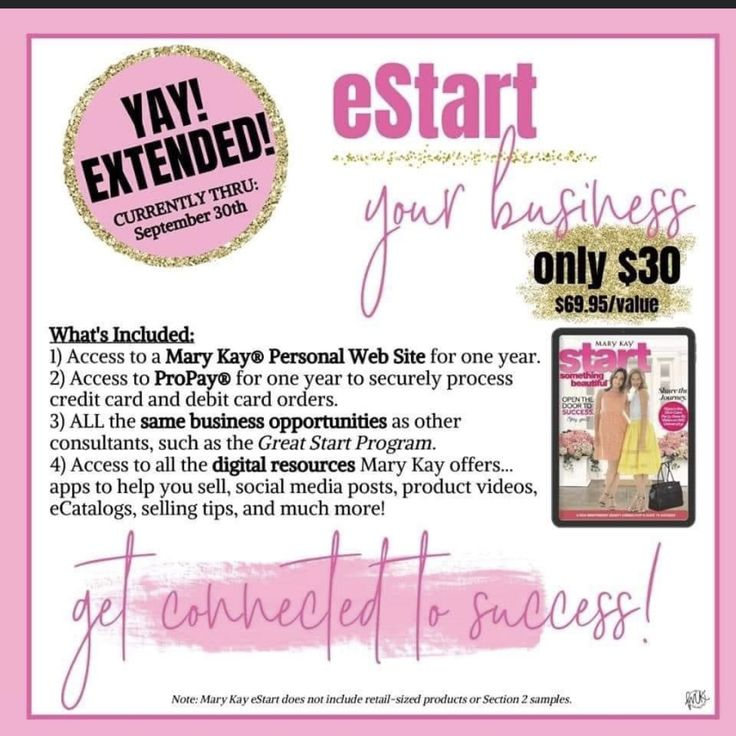 YAY!
EXTENDED!
CURRENTLY THRU:
September 30th
eStart
your business
only $30
$69.95/value
What's Included:
1) Access to a Mary Kay® Personal Web Site for one year.
2) Access to ProPay® for one year to securely process
credit card and debit card orders.
3) ALL the same business opportunities as other
consultants, such as the Great Start Program.
4) Access to all the digital resources Mary Kay offers...
apps to help you sell, social media posts, product videos,
eCatalogs, selling tips, and much more!
MARY KAY
start
something
beautiful
OPEN THE
DOOR TO
SUCCESS.
Share the
Journey.
get connected to success!
Note: Mary Kay eStart does not include retail-sized products or Section 2 samples.